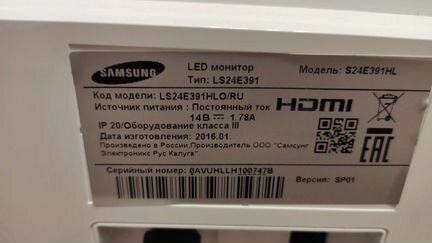 SAMSUNG
LED монитор
Тип: LS24E391
Модель: S24E391HL
Код модели: LS24E391HLO/RU
Источник питания : Постоянный ток
14В 1.78A
HDMI
IP 20/Оборудование класса III
Дата изготовления: 2016.01.
Произведено в России,Производитель: ООО "Самсунг
Электроникс Рус Калуга"
EAC
Серийный номер: 0AVUHLLH100747B
Версия: SP01